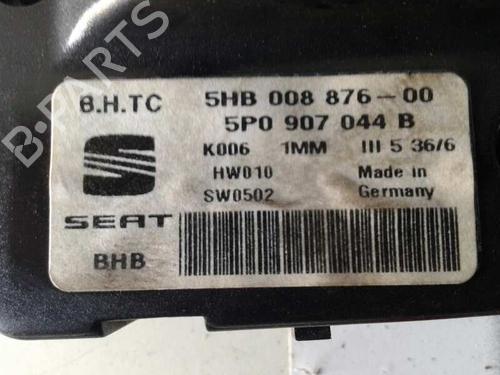 B.H.TC 5HB 008 876-00
5P0 907 044 B
K006 1MM III 5 36/6
HW010 Made in
SW0502 Germany
SEAT
BHB
B-PARTS